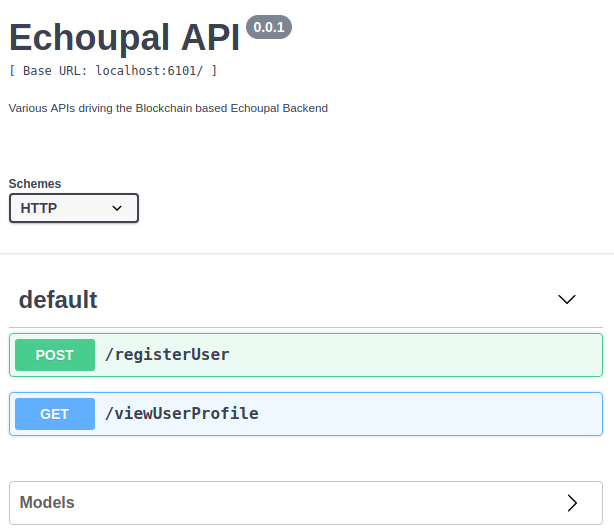 Echoupal API 0.0.1
[ Base URL: localhost:6101/ ]
Various APIs driving the Blockchain based Echoupal Backend
Schemes
HTTP
default
POST /registerUser
GET /viewUserProfile
Models